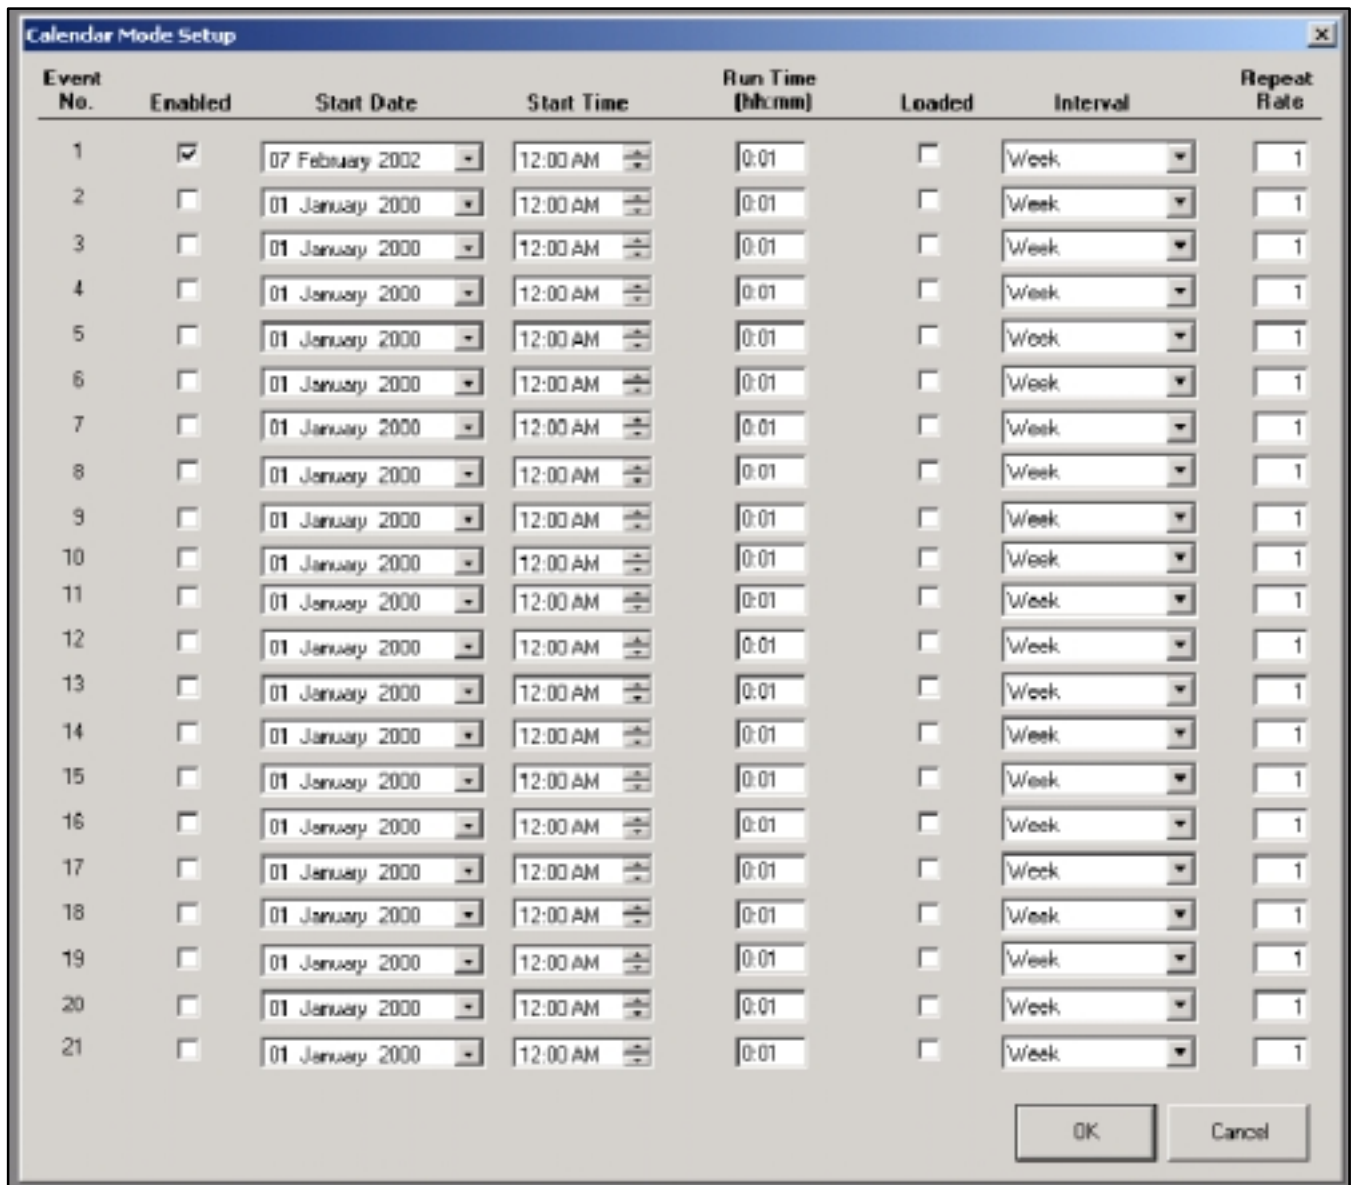 Calendar Mode Setup
Event No. Enabled Start Date Start Time Run Time (hh:mm) Loaded Interval Repeat Rate
1 07 February 2002 12:00 AM 0:01 Week 1
2 01 January 2000 12:00 AM 0:01 Week 1
3 01 January 2000 12:00 AM 0:01 Week 1
4 01 January 2000 12:00 AM 0:01 Week 1
5 01 January 2000 12:00 AM 0:01 Week 1
6 01 January 2000 12:00 AM 0:01 Week 1
7 01 January 2000 12:00 AM 0:01 Week 1
8 01 January 2000 12:00 AM 0:01 Week 1
9 01 January 2000 12:00 AM 0:01 Week 1
10 01 January 2000 12:00 AM 0:01 Week 1
11 01 January 2000 12:00 AM 0:01 Week 1
12 01 January 2000 12:00 AM 0:01 Week 1
13 01 January 2000 12:00 AM 0:01 Week 1
14 01 January 2000 12:00 AM 0:01 Week 1
15 01 January 2000 12:00 AM 0:01 Week 1
16 01 January 2000 12:00 AM 0:01 Week 1
17 01 January 2000 12:00 AM 0:01 Week 1
18 01 January 2000 12:00 AM 0:01 Week 1
19 01 January 2000 12:00 AM 0:01 Week 1
20 01 January 2000 12:00 AM 0:01 Week 1
21 01 January 2000 12:00 AM 0:01 Week 1
OK Cancel